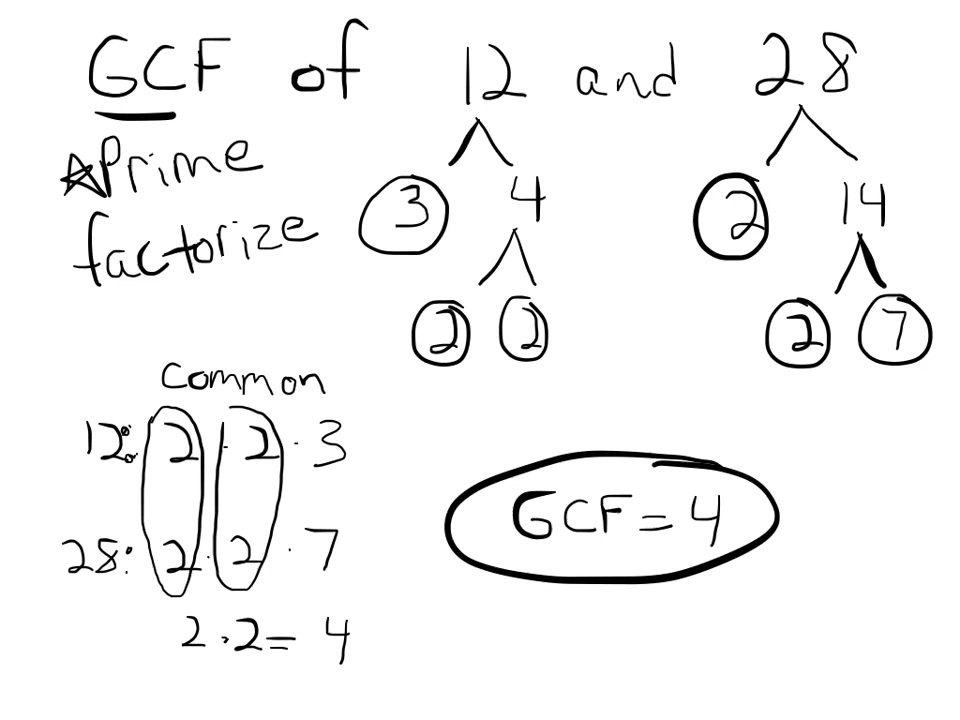 GCF of 12 and 28
☆Prime
factorize
3 4 2 14
2 2 2 7
common
12: 2 · 2 · 3
28: 2 · 2 · 7
2 · 2 = 4
GCF = 4